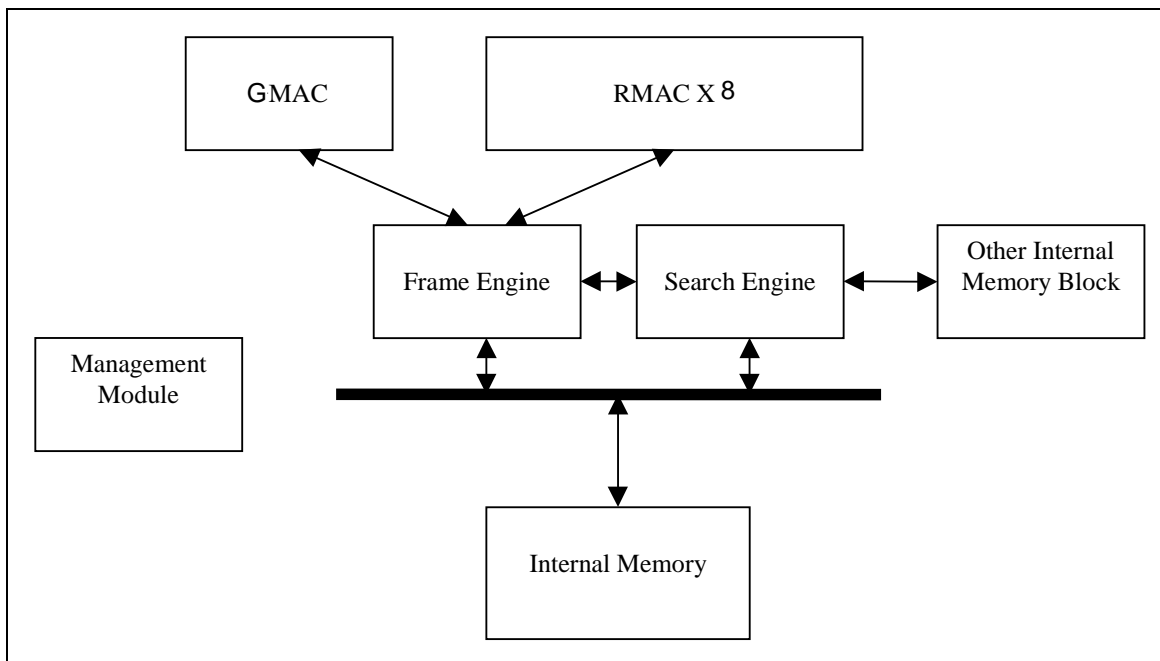 GMAC
RMAC X 8
Frame Engine
Search Engine
Other Internal
Memory Block
Management
Module
Internal Memory